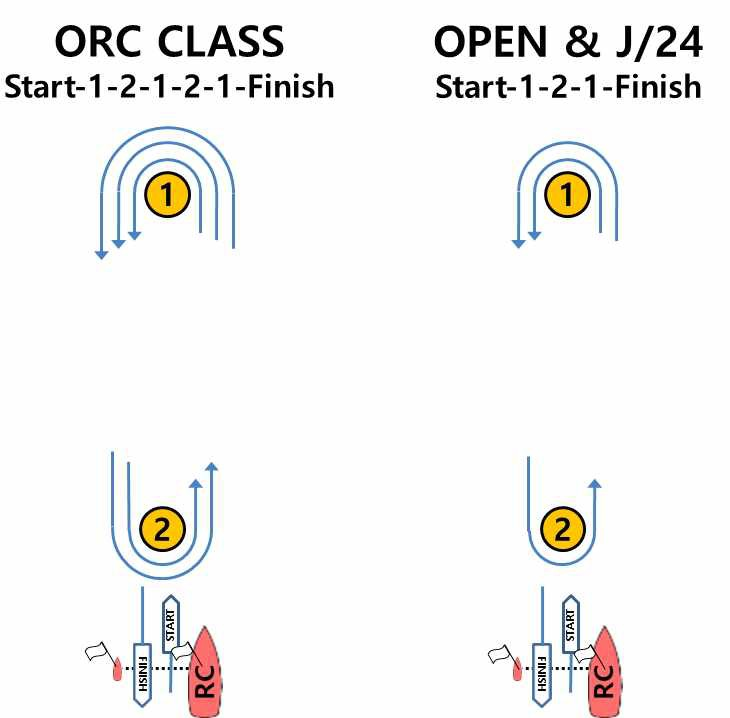 ORC CLASS
Start-1-2-1-2-1-Finish
1
2
START
FINISH
RC
OPEN & J/24
Start-1-2-1-Finish
1
2
START
FINISH
RC